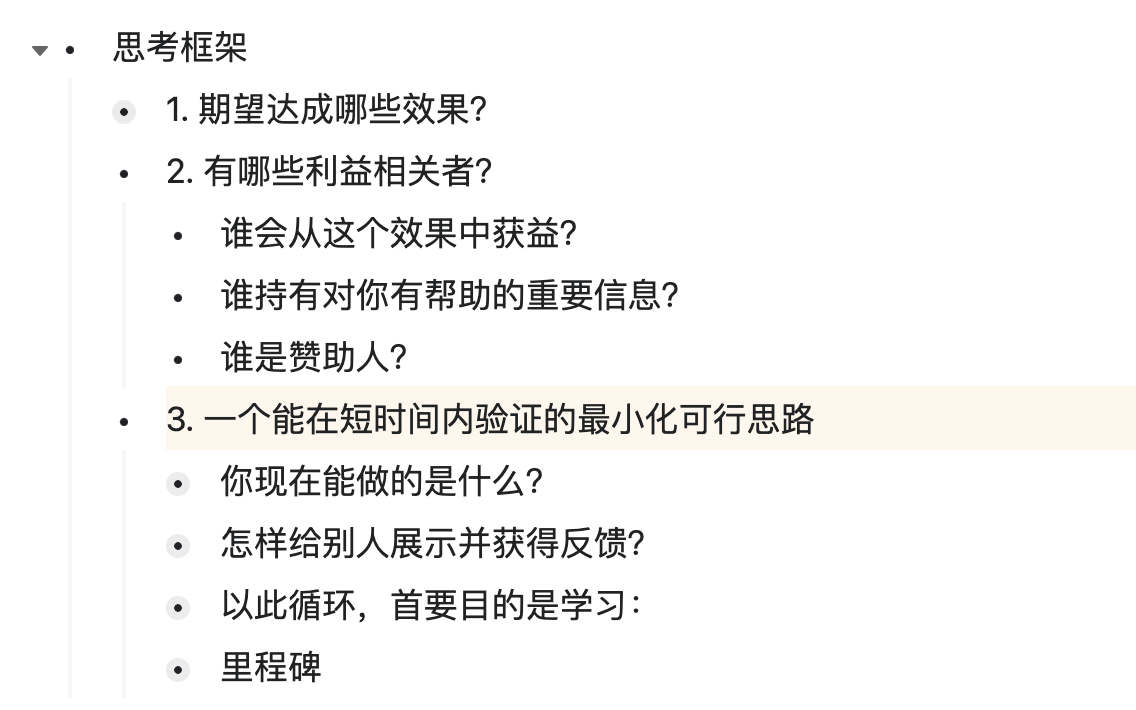 思考框架
1. 期望达成哪些效果?
2. 有哪些利益相关者?
谁会从这个效果中获益?
谁持有对你有帮助的重要信息?
谁是赞助人?
3. 一个能在短时间内验证的最小化可行思路
你现在能做的是什么?
怎样给别人展示并获得反馈?
以此循环，首要目的是学习：
里程碑